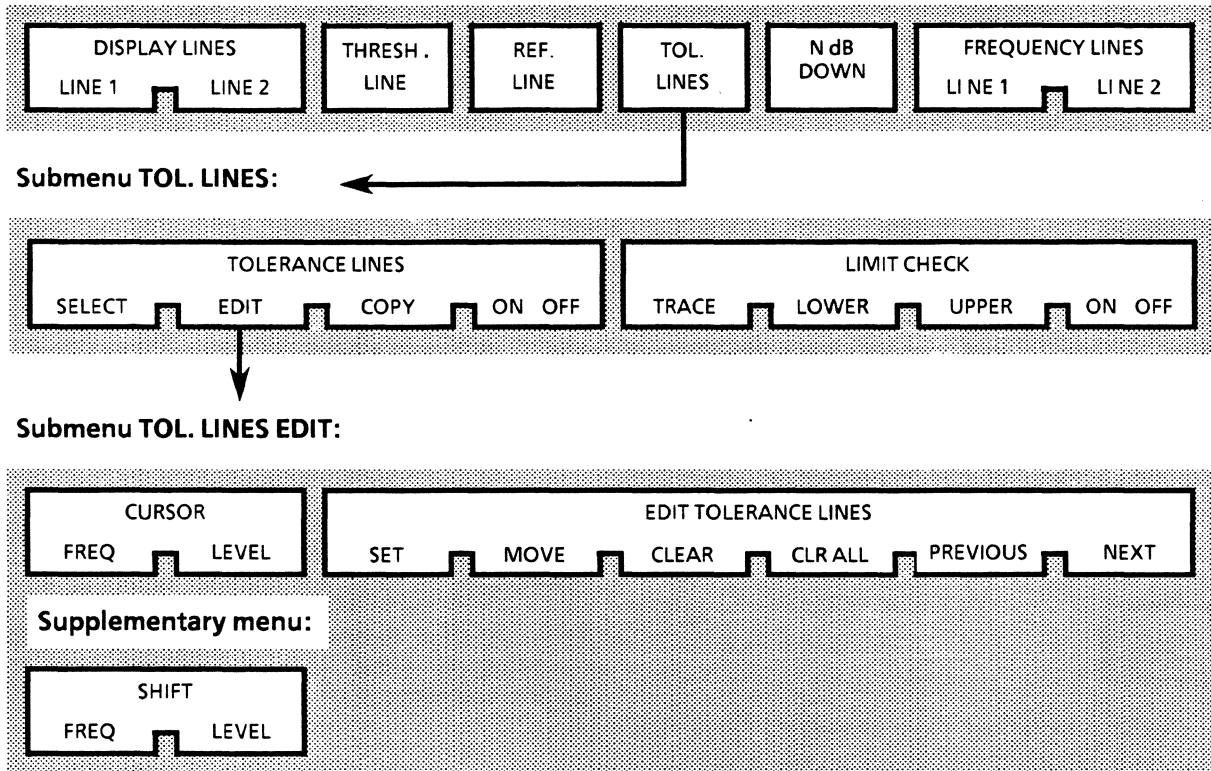 DISPLAY LINES
LINE 1 LINE 2
THRESH.
LINE
REF.
LINE
TOL.
LINES
N dB
DOWN
FREQUENCY LINES
LINE 1 LINE 2
Submenu TOL. LINES:
TOLERANCE LINES
SELECT EDIT COPY ON OFF
LIMIT CHECK
TRACE LOWER UPPER ON OFF
Submenu TOL. LINES EDIT:
CURSOR
FREQ LEVEL
EDIT TOLERANCE LINES
SET MOVE CLEAR CLR ALL PREVIOUS NEXT
Supplementary menu:
SHIFT
FREQ LEVEL